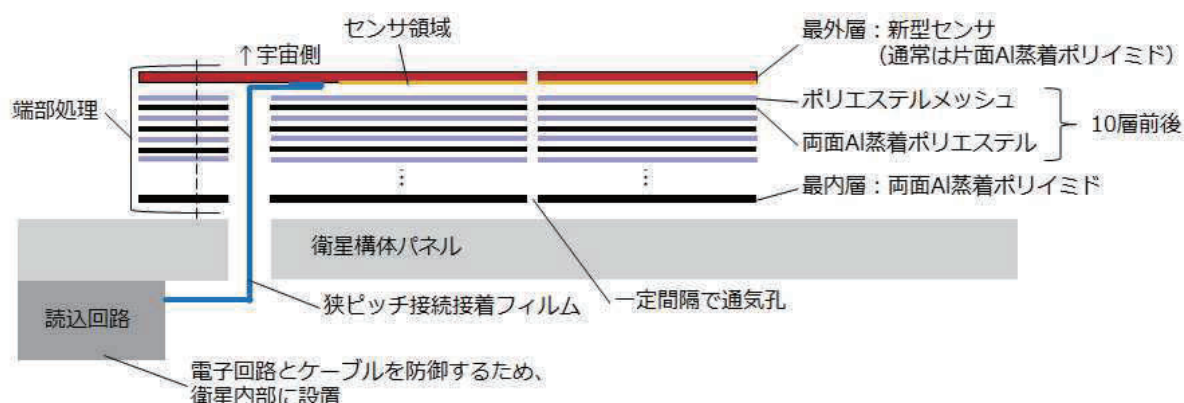 センサ領域
↑宇宙側
最外層：新型センサ
（通常は片面Al蒸着ポリイミド）
端部処理
ポリエステルメッシュ
10層前後
両面Al蒸着ポリエステル
⋮
⋮
最内層：両面Al蒸着ポリイミド
衛星構体パネル
狭ピッチ接続接着フィルム
一定間隔で通気孔
読込回路
電子回路とケーブルを防御するため、
衛星内部に設置